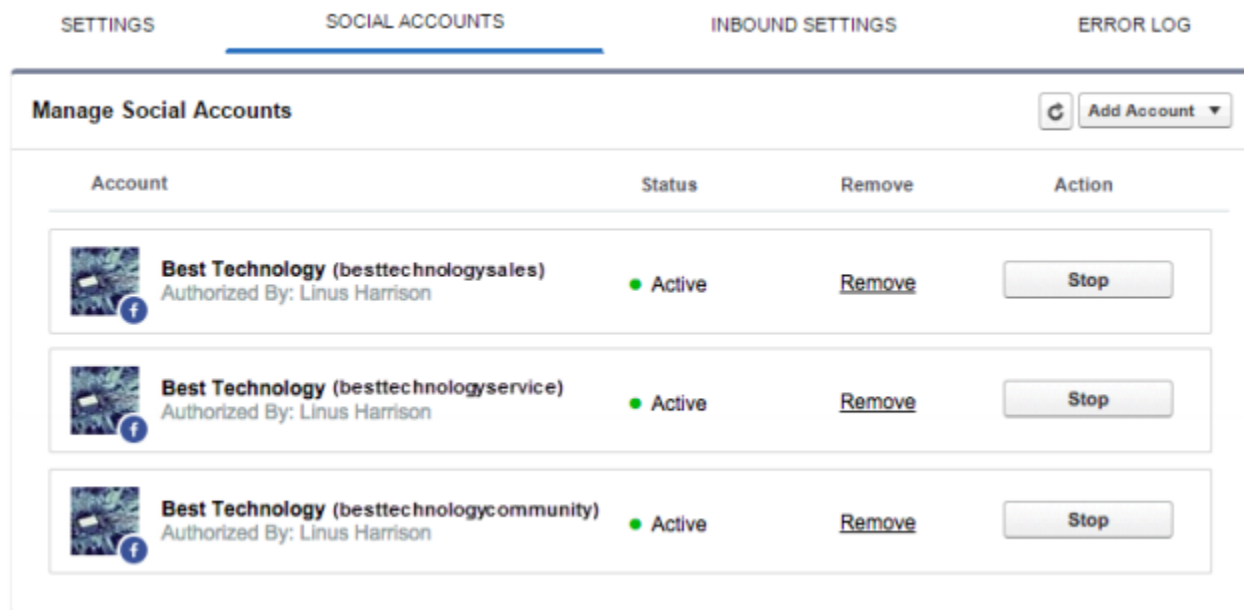 SETTINGS SOCIAL ACCOUNTS INBOUND SETTINGS ERROR LOG
Manage Social Accounts Add Account
Account Status Remove Action
Best Technology (besttechnologysales)
Authorized By: Linus Harrison
Active Remove Stop
Best Technology (besttechnologyservice)
Authorized By: Linus Harrison
Active Remove Stop
Best Technology (besttechnologycommunity)
Authorized By: Linus Harrison
Active Remove Stop